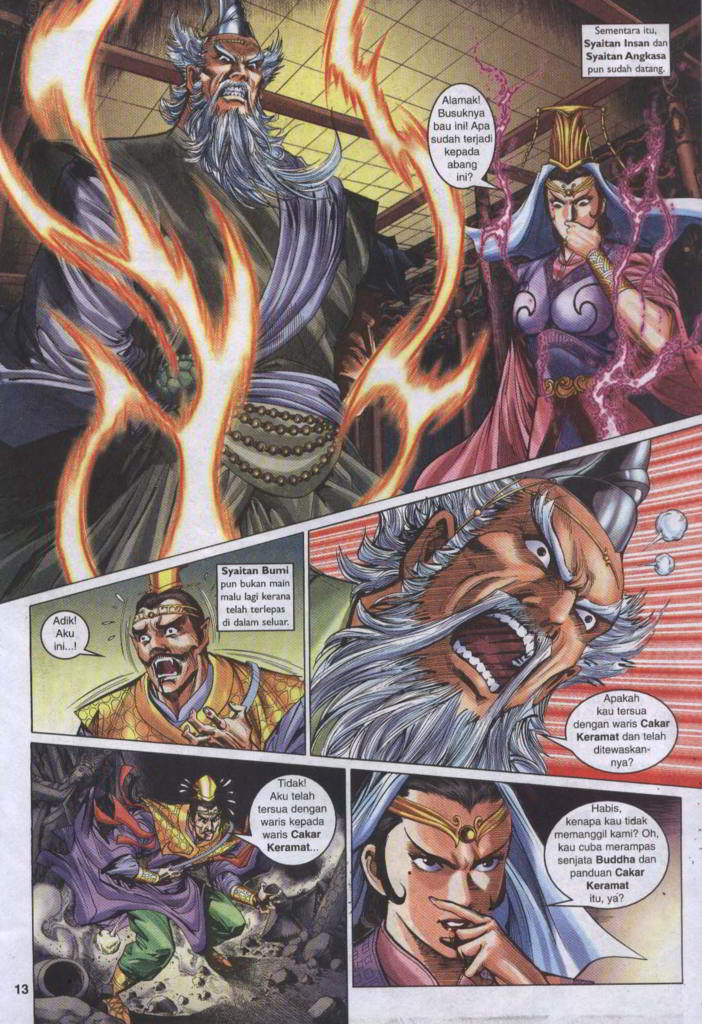 Sementara itu,
Syaitan Insan dan
Syaitan Angkasa
pun sudah datang.
Alamak!
Busuknya
bau ini! Apa
sudah terjadi
kepada
abang
ini?
Adik!
Aku
ini...!
Syaitan Bumi
pun bukan main
malu lagi kerana
telah terlepas
di dalam seluar.
Apakah
kau tersua
dengan waris Cakar
Keramat dan telah
ditewaskan-
nya?
Tidak!
Aku telah
tersua dengan
waris kepada
waris Cakar
Keramat...
Habis,
kenapa kau tidak
memanggil kami? Oh,
kau cuba merampas
senjata Buddha dan
panduan Cakar
Keramat
itu, ya?
13